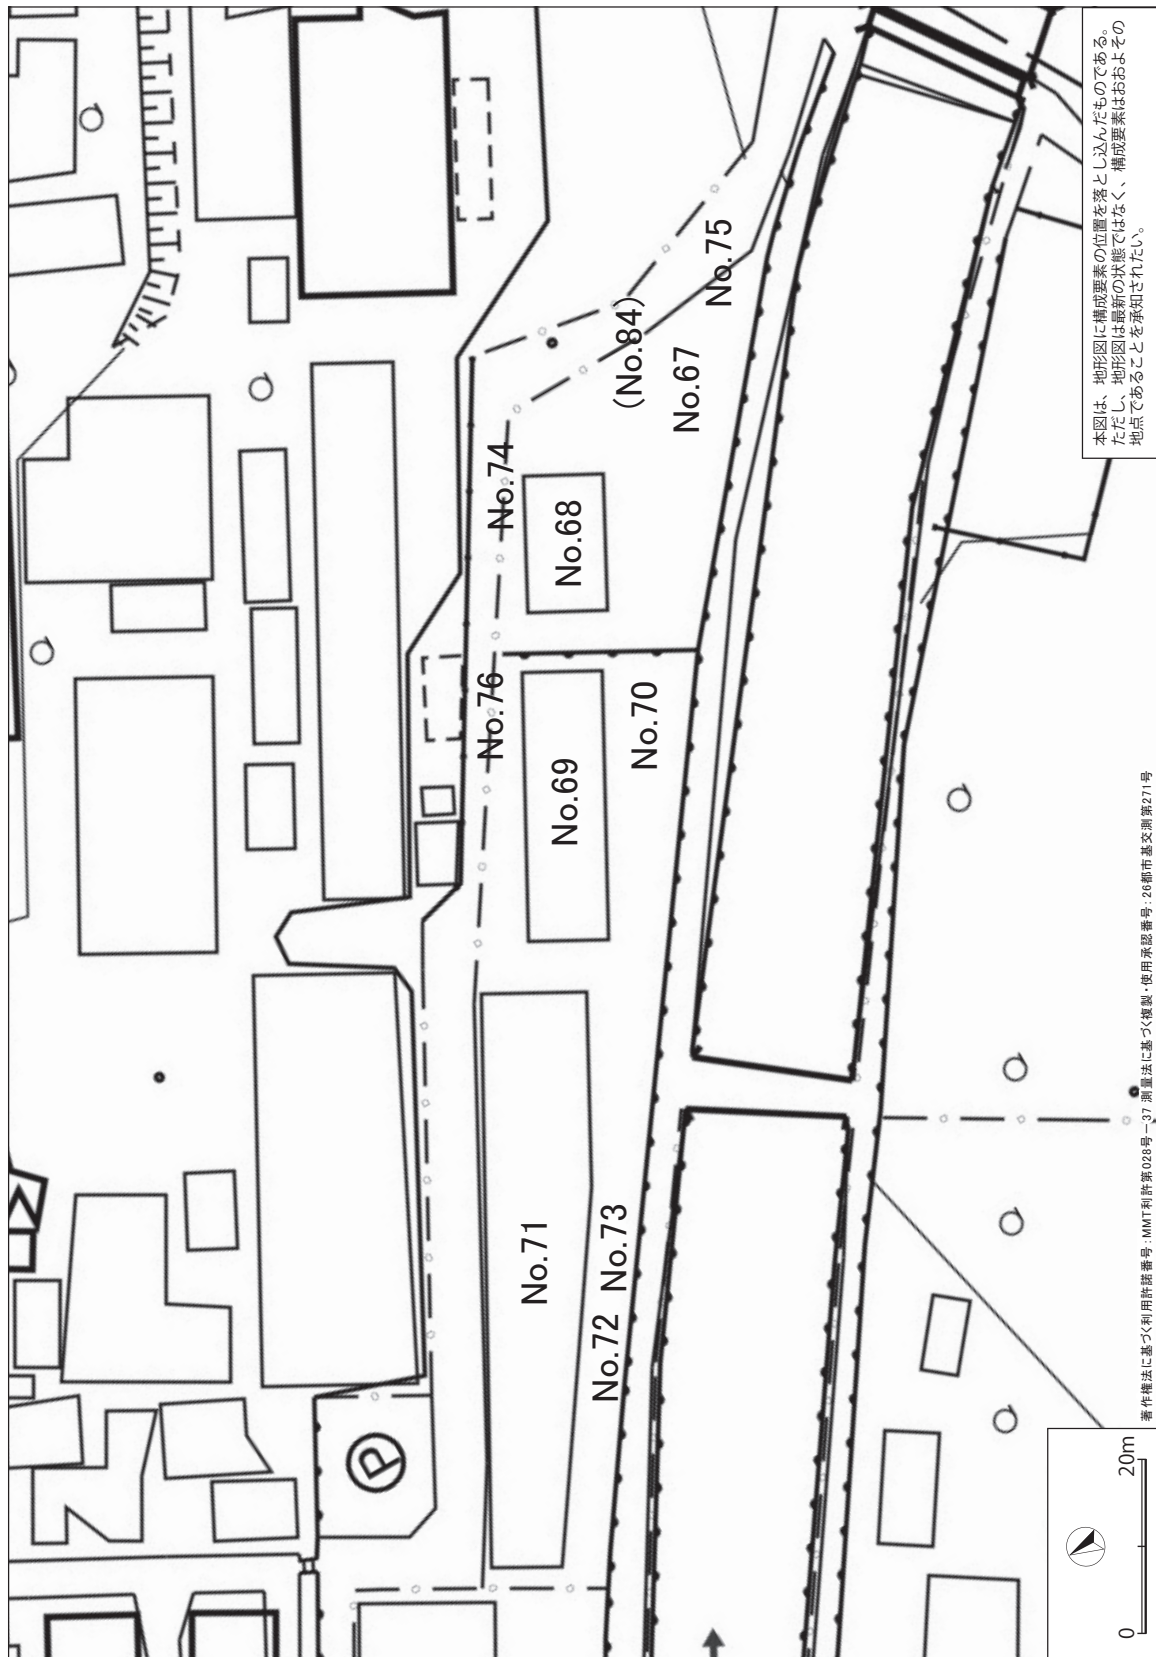 本図は、地形図に構成要素の位置を落とし込んだものである。
ただし、地形図は最新の状態ではなく、構成要素はおおよその
地点であることを承知されたい。
No.75
(No.84)
No.67
No.74
No.68
No.76
No.70
No.69
No.71
No.73
No.72
P
0
20m
著作権法に基づく利用許諾番号:MMT利許第028号-37 測量法に基づく複製・使用承認番号:26都市基交測第271号